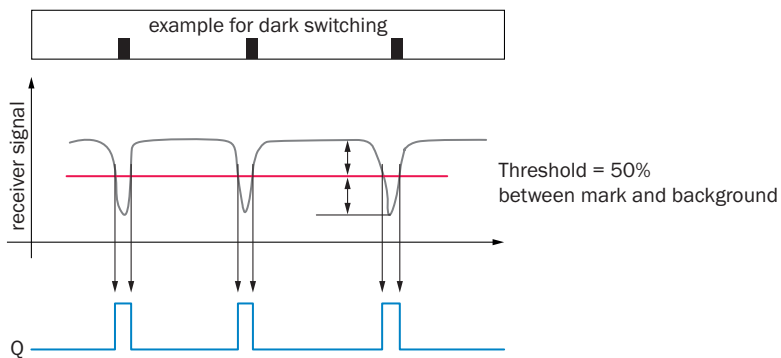 example for dark switching
receiver signal
Threshold = 50%
between mark and background
Q